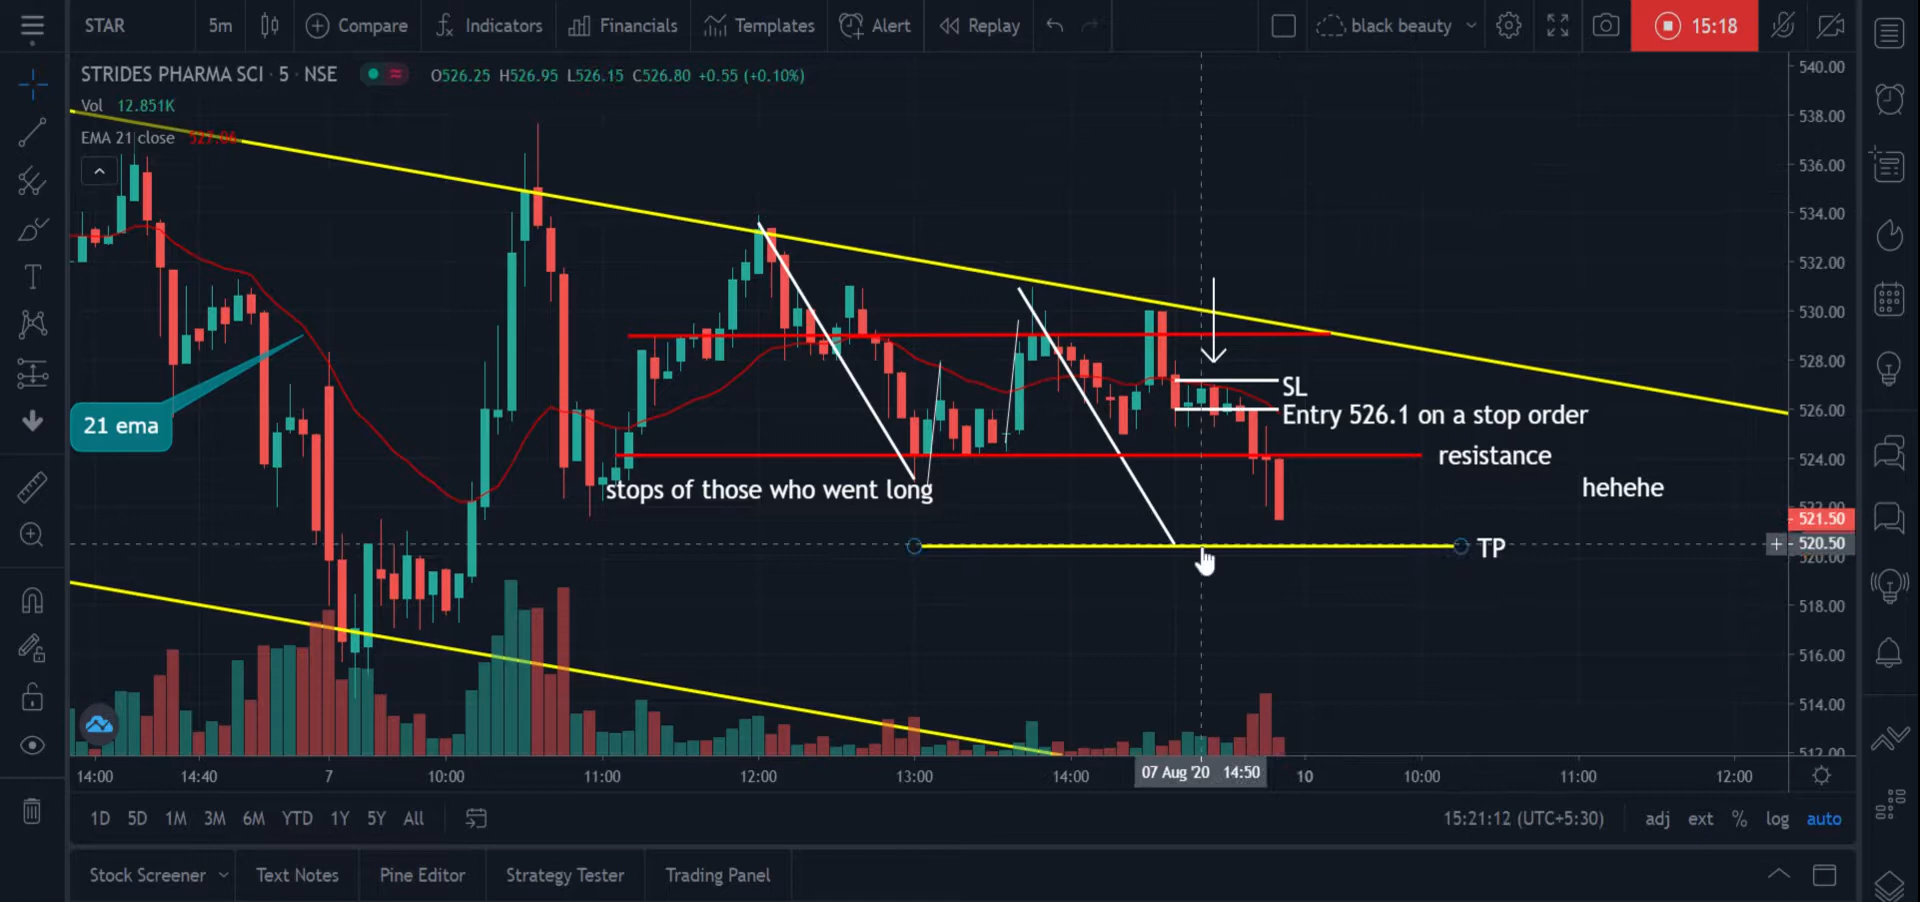 STAR 5m Compare Indicators Financials Templates Alert Replay black beauty 15:18
STRIDES PHARMA SCI · 5 · NSE O526.25 H526.95 L526.15 C526.80 +0.55 (+0.10%)
Vol 12.851K
EMA 21 close 527.06
21 ema
SL
Entry 526.1 on a stop order
resistance
hehehe
stops of those who went long
TP
540.00
538.00
536.00
534.00
532.00
530.00
528.00
526.00
524.00
521.50
520.50
518.00
516.00
514.00
512.00
14:00 14:40 7 10:00 11:00 12:00 13:00 14:00 07 Aug '20 14:50 10 10:00 11:00 12:00
1D 5D 1M 3M 6M YTD 1Y 5Y All 15:21:12 (UTC+5:30) adj ext % log auto
Stock Screener Text Notes Pine Editor Strategy Tester Trading Panel